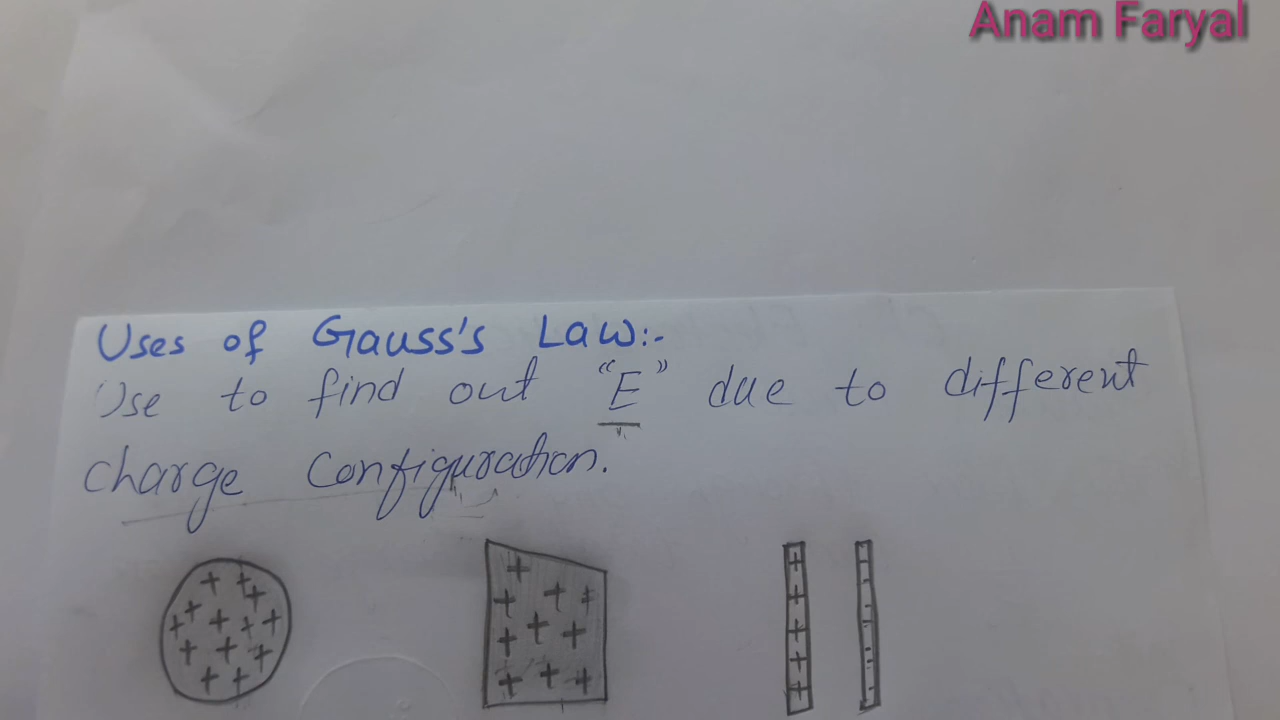 Anam Faryal
Uses of Gauss's Law:-
Use to find out "E" due to different
charge configuration.